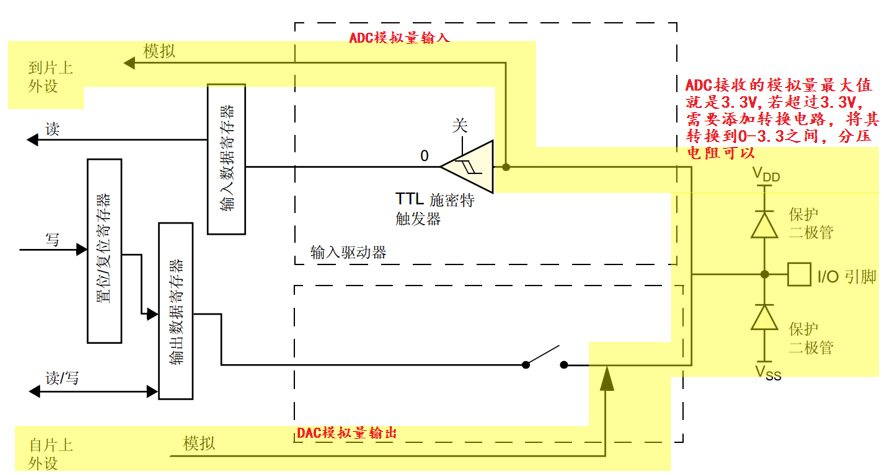 ADC模拟量输入
模拟
到片上
外设
ADC接收的模拟量最大值
就是3.3V,若超过3.3V,
需要添加转换电路，将其
转换到0-3.3之间，分压
电阻可以
读
输入数据寄存器
关
0
TTL 施密特
触发器
VDD
保护
二极管
写
置位/复位寄存器
输出数据寄存器
输入驱动器
I/O 引脚
保护
二极管
VSS
读/写
DAC模拟量输出
自片上
外设
模拟